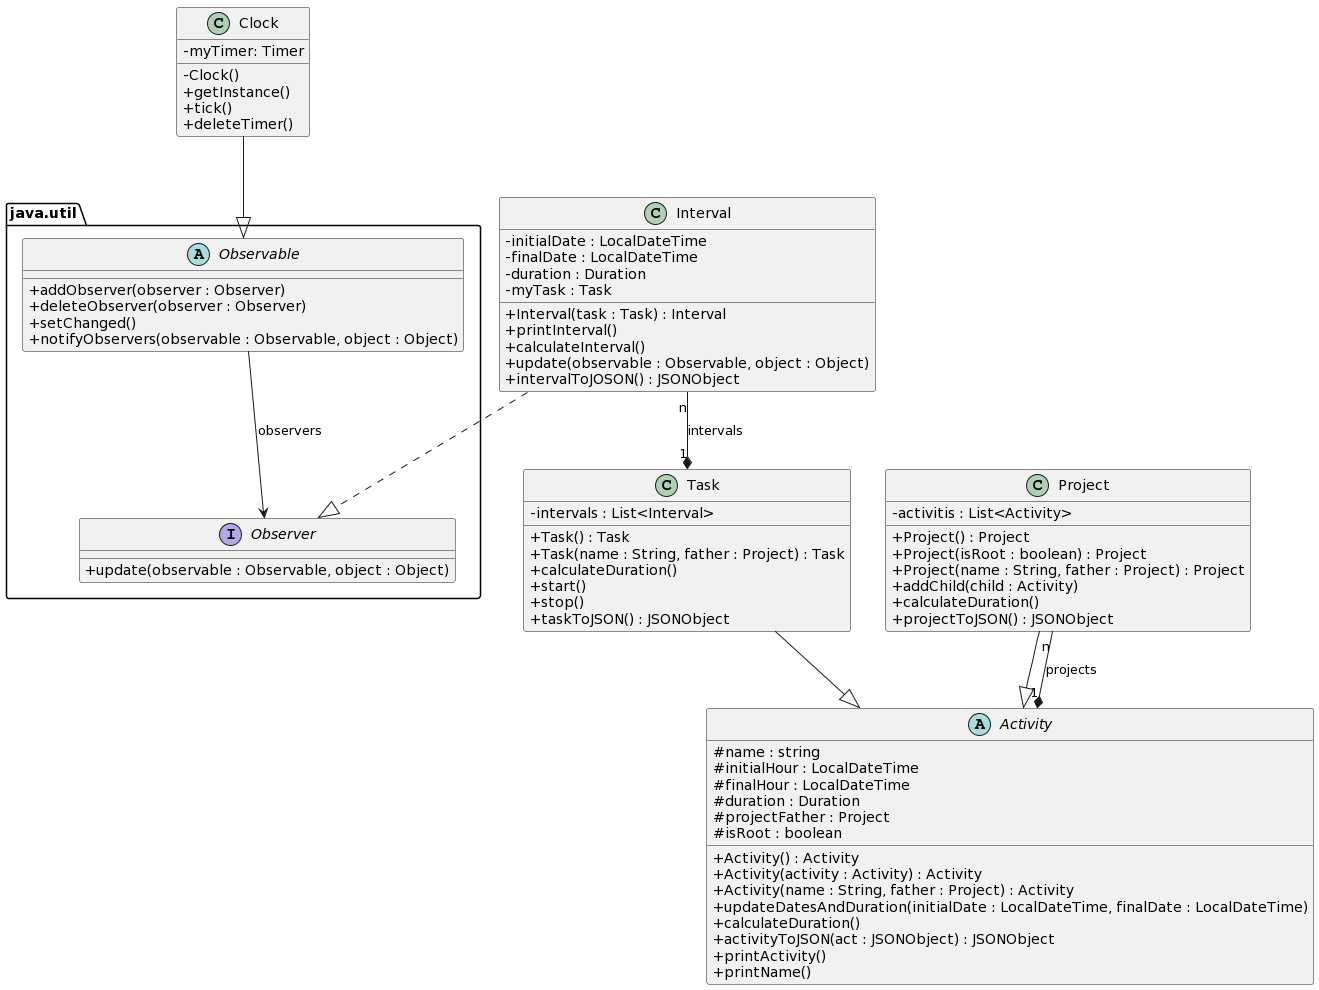 C Clock
-myTimer: Timer
-Clock()
+getInstance()
+tick()
+deleteTimer()
java.util
A Observable
+addObserver(observer : Observer)
+deleteObserver(observer : Observer)
+setChanged()
+notifyObservers(observable : Observable, object : Object)
observers
I Observer
+update(observable : Observable, object : Object)
C Interval
-initialDate : LocalDateTime
-finalDate : LocalDateTime
-duration : Duration
-myTask : Task
+Interval(task : Task) : Interval
+printInterval()
+calculateInterval()
+update(observable : Observable, object : Object)
+intervalToJOSON() : JSONObject
n
intervals
1
C Task
-intervals : List<Interval>
+Task() : Task
+Task(name : String, father : Project) : Task
+calculateDuration()
+start()
+stop()
+taskToJSON() : JSONObject
C Project
-activitis : List<Activity>
+Project() : Project
+Project(isRoot : boolean) : Project
+Project(name : String, father : Project) : Project
+addChild(child : Activity)
+calculateDuration()
+projectToJSON() : JSONObject
n
projects
1
A Activity
#name : string
#initialHour : LocalDateTime
#finalHour : LocalDateTime
#duration : Duration
#projectFather : Project
#isRoot : boolean
+Activity() : Activity
+Activity(activity : Activity) : Activity
+Activity(name : String, father : Project) : Activity
+updateDatesAndDuration(initialDate : LocalDateTime, finalDate : LocalDateTime)
+calculateDuration()
+activityToJSON(act : JSONObject) : JSONObject
+printActivity()
+printName()